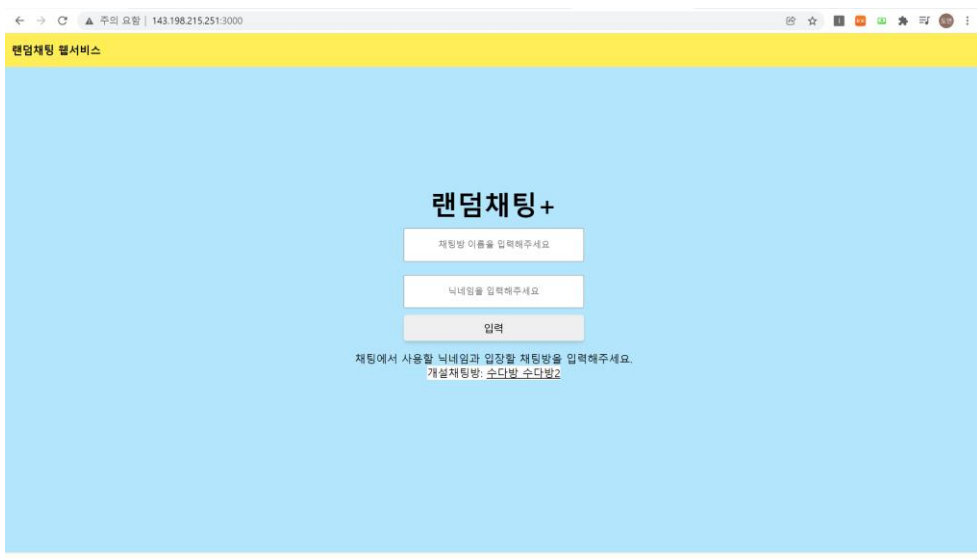 주의 요함 | 143.198.215.251:3000
랜덤채팅 웹서비스
랜덤채팅+
채팅방 이름을 입력해주세요
닉네임을 입력해주세요
입력
채팅에서 사용할 닉네임과 입장할 채팅방을 입력해주세요.
개설채팅방: 수다방 수다방2